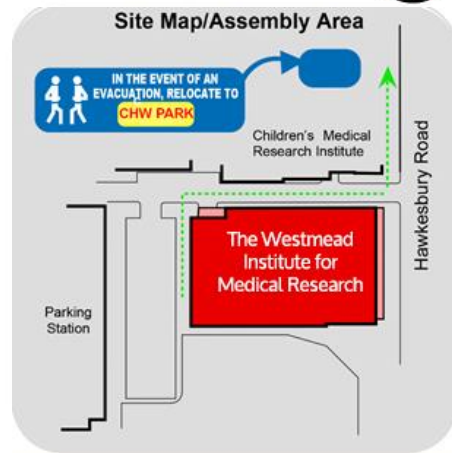 Site Map/Assembly Area
IN THE EVENT OF AN
EVACUATION, RELOCATE TO
CHW PARK
Children's Medical
Research Institute
Hawkesbury Road
The Westmead
Institute for
Medical Research
Parking
Station